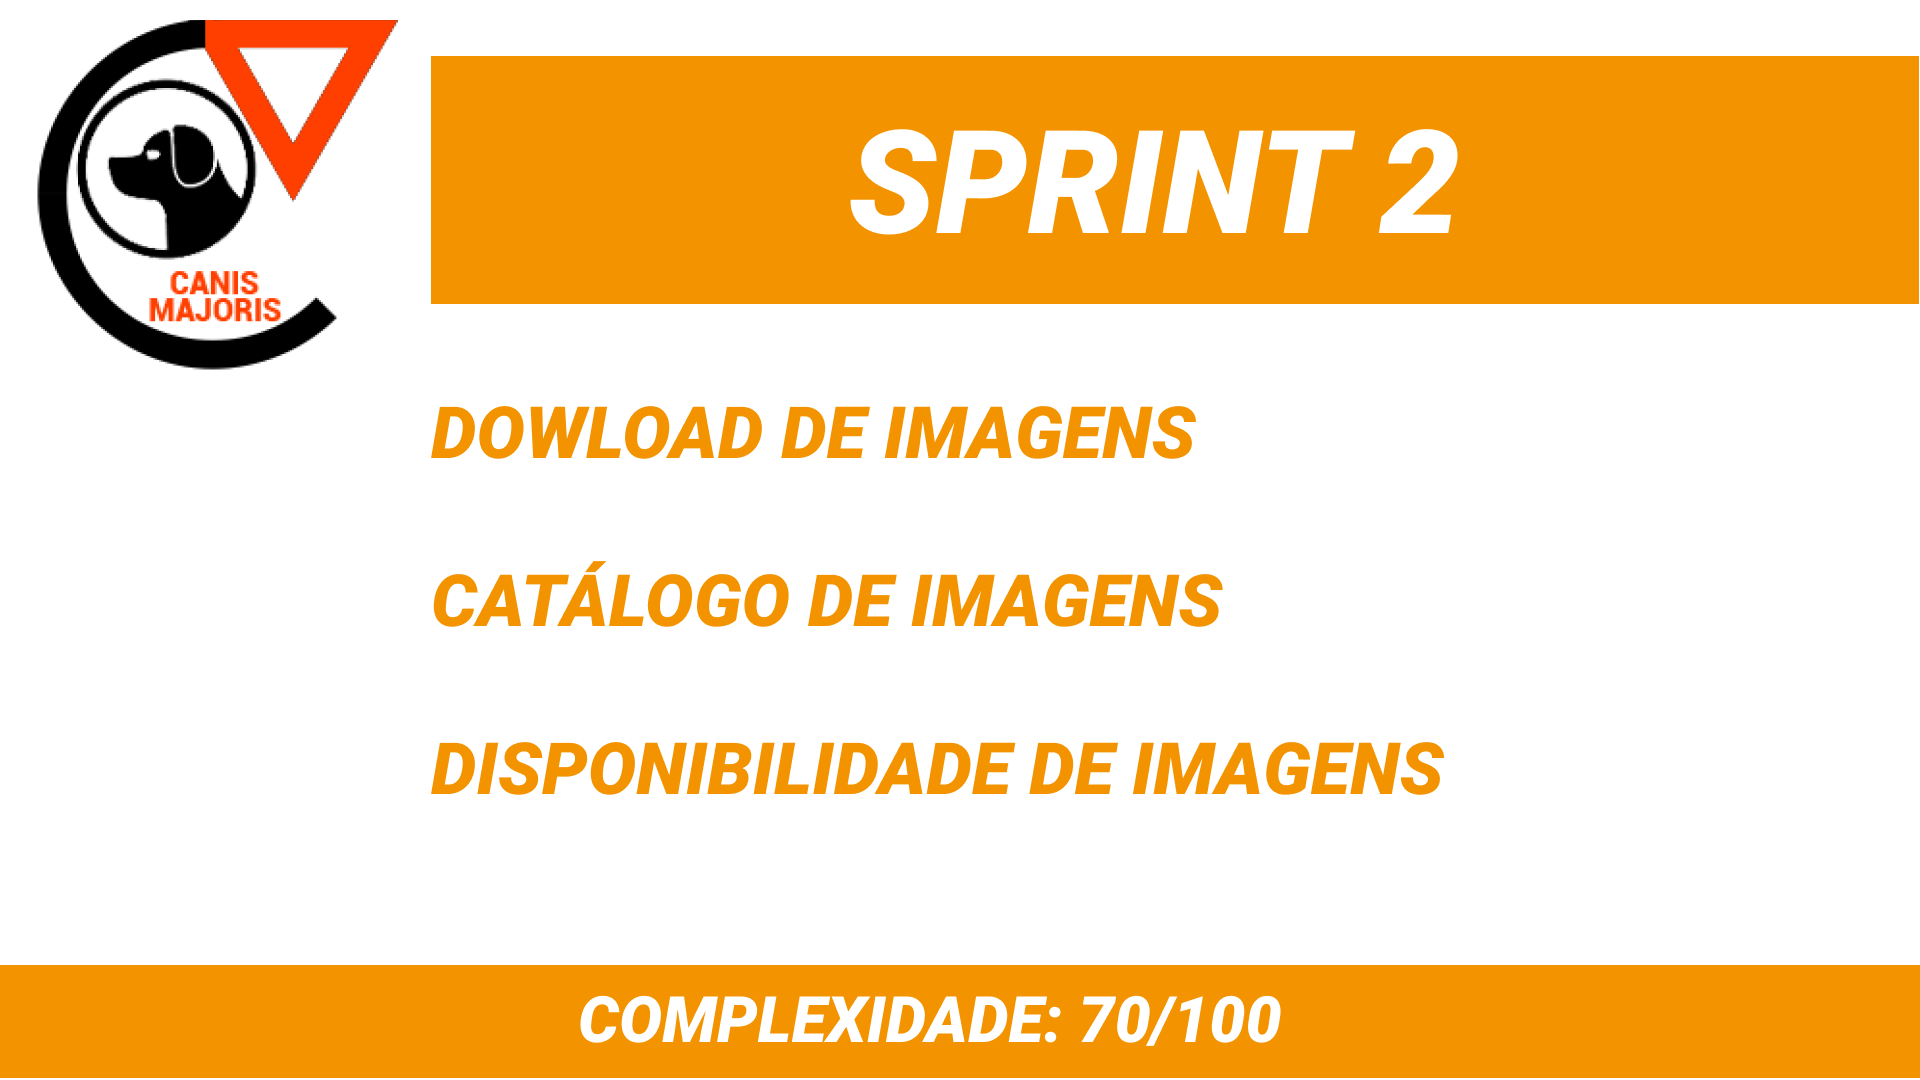 CANIS
MAJORIS
SPRINT 2
DOWLOAD DE IMAGENS
CATÁLOGO DE IMAGENS
DISPONIBILIDADE DE IMAGENS
COMPLEXIDADE: 70/100